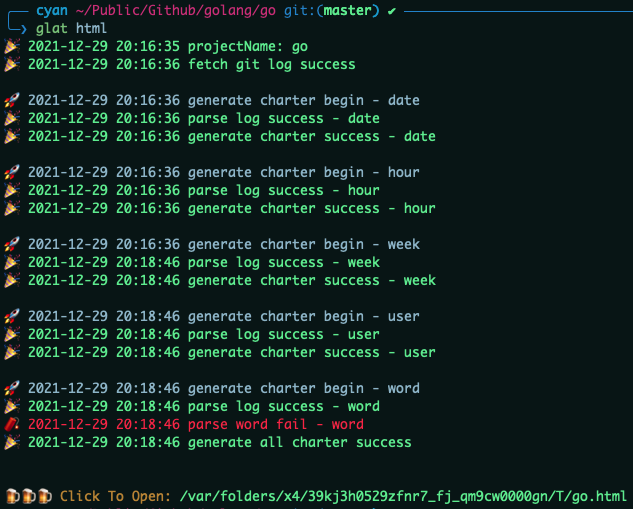 cyan ~/Public/Github/golang/go git:(master) ✔
glat html
🎉 2021-12-29 20:16:35 projectName: go
🎉 2021-12-29 20:16:36 fetch git log success
🚀 2021-12-29 20:16:36 generate charter begin - date
🎉 2021-12-29 20:16:36 parse log success - date
🎉 2021-12-29 20:16:36 generate charter success - date
🚀 2021-12-29 20:16:36 generate charter begin - hour
🎉 2021-12-29 20:16:36 parse log success - hour
🎉 2021-12-29 20:16:36 generate charter success - hour
🚀 2021-12-29 20:16:36 generate charter begin - week
🎉 2021-12-29 20:18:46 parse log success - week
🎉 2021-12-29 20:18:46 generate charter success - week
🚀 2021-12-29 20:18:46 generate charter begin - user
🎉 2021-12-29 20:18:46 parse log success - user
🎉 2021-12-29 20:18:46 generate charter success - user
🚀 2021-12-29 20:18:46 generate charter begin - word
🎉 2021-12-29 20:18:46 parse log success - word
🧨 2021-12-29 20:18:46 parse word fail - word
🎉 2021-12-29 20:18:46 generate all charter success
🍺🍺🍺 Click To Open: /var/folders/x4/39kj3h0529zfnr7_fj_qm9cw0000gn/T/go.html